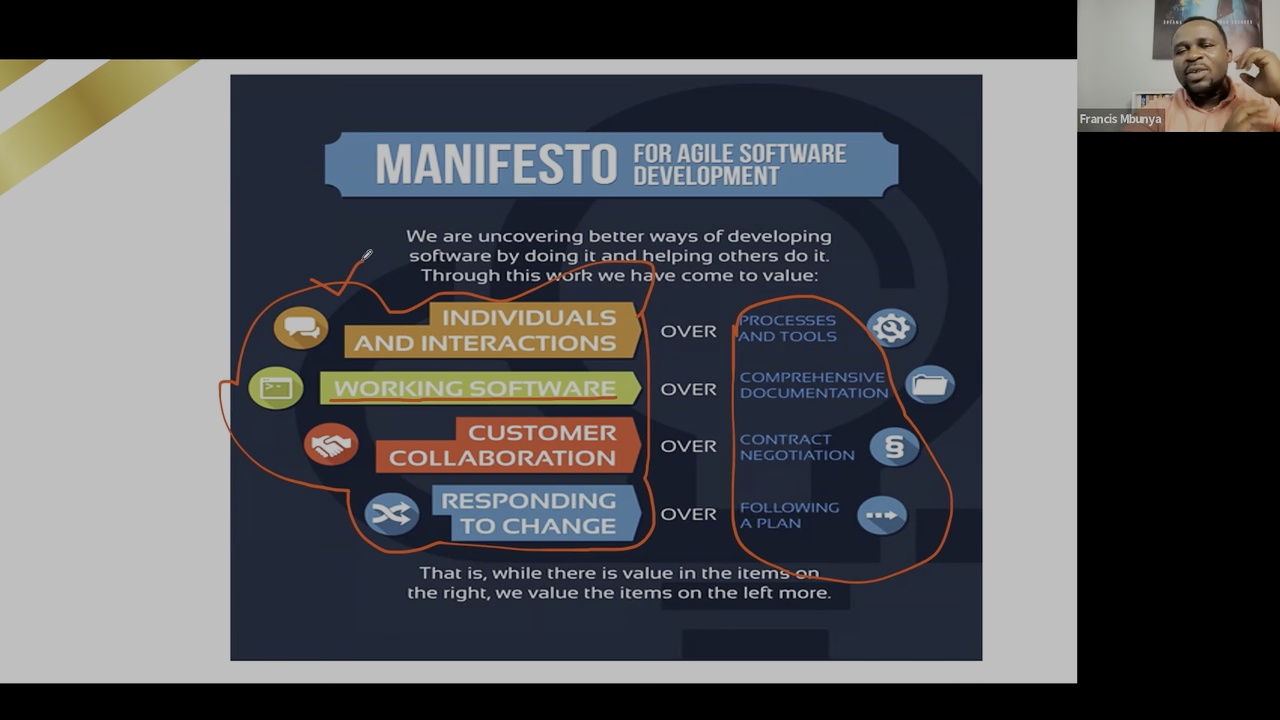 Francis Mbunya
MANIFESTO FOR AGILE SOFTWARE
DEVELOPMENT
We are uncovering better ways of developing
software by doing it and helping others do it.
Through this work we have come to value:
INDIVIDUALS
AND INTERACTIONS
OVER
PROCESSES
AND TOOLS
WORKING SOFTWARE
OVER
COMPREHENSIVE
DOCUMENTATION
CUSTOMER
COLLABORATION
OVER
CONTRACT
NEGOTIATION
RESPONDING
TO CHANGE
OVER
FOLLOWING
A PLAN
That is, while there is value in the items on
the right, we value the items on the left more.